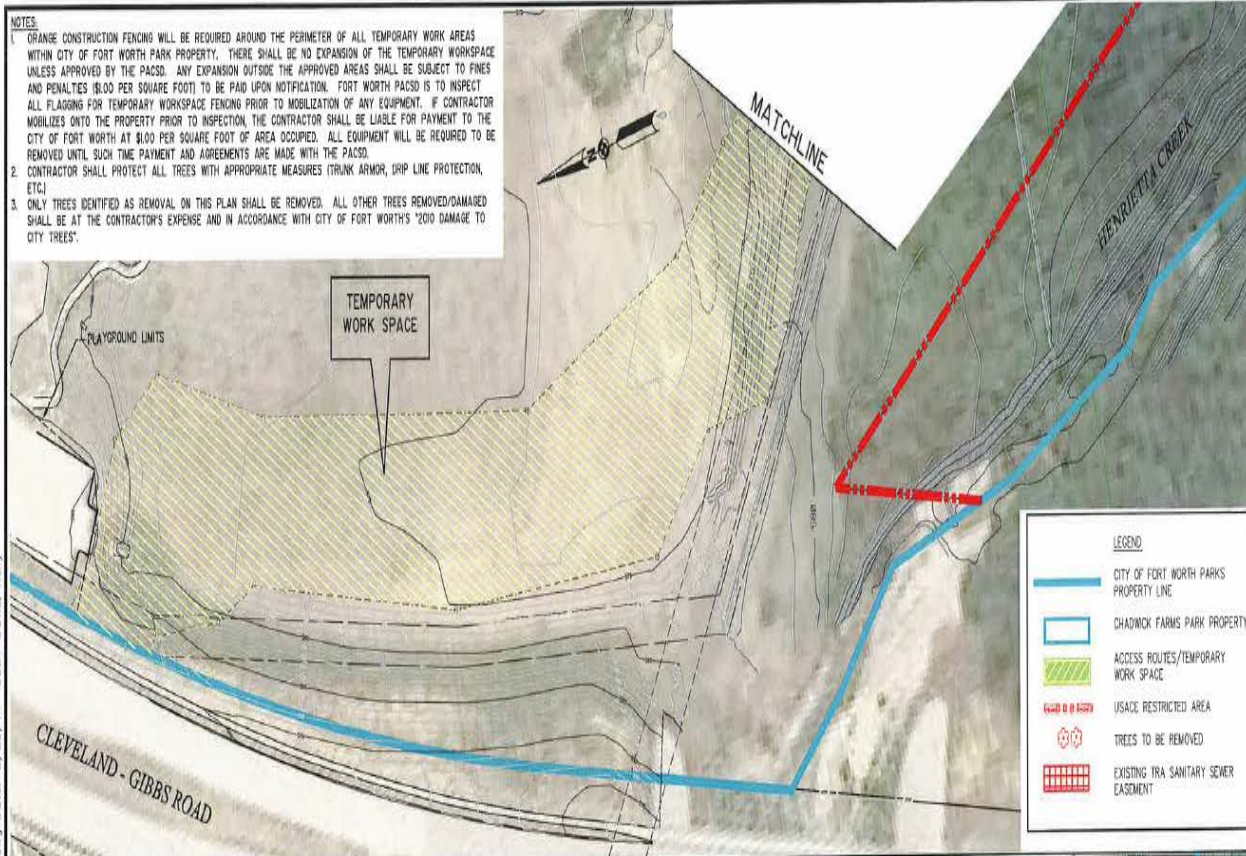 NOTES:
1. ORANGE CONSTRUCTION FENCING WILL BE REQUIRED AROUND THE PERIMETER OF ALL TEMPORARY WORK AREAS
WITHIN CITY OF FORT WORTH PARK PROPERTY. THERE SHALL BE NO EXPANSION OF THE TEMPORARY WORKSPACE
UNLESS APPROVED BY THE PACSD. ANY EXPANSION OUTSIDE THE APPROVED AREAS SHALL BE SUBJECT TO FINES
AND PENALTIES ($1.00 PER SQUARE FOOT) TO BE PAID UPON NOTIFICATION. FORT WORTH PACSD IS TO INSPECT
ALL FLAGGING FOR TEMPORARY WORKSPACE FENCING PRIOR TO MOBILIZATION OF ANY EQUIPMENT. IF CONTRACTOR
MOBILIZES ONTO THE PROPERTY PRIOR TO INSPECTION, THE CONTRACTOR SHALL BE LIABLE FOR PAYMENT TO THE
CITY OF FORT WORTH AT $1.00 PER SQUARE FOOT OF AREA OCCUPIED. ALL EQUIPMENT WILL BE REQUIRED TO BE
REMOVED UNTIL SUCH TIME PAYMENT AND AGREEMENTS ARE MADE WITH THE PACSD.
2. CONTRACTOR SHALL PROTECT ALL TREES WITH APPROPRIATE MEASURES (TRUNK ARMOR, DRIP LINE PROTECTION,
ETC.)
3. ONLY TREES IDENTIFIED AS REMOVAL ON THIS PLAN SHALL BE REMOVED. ALL OTHER TREES REMOVED/DAMAGED
SHALL BE AT THE CONTRACTOR'S EXPENSE AND IN ACCORDANCE WITH CITY OF FORT WORTH'S "2010 DAMAGE TO
CITY TREES".
MATCHLINE
N
HENRIETTA CREEK
TEMPORARY
WORK SPACE
PLAYGROUND LIMITS
CLEVELAND - GIBBS ROAD
LEGEND
CITY OF FORT WORTH PARKS
PROPERTY LINE
CHADWICK FARMS PARK PROPERTY
ACCESS ROUTES/TEMPORARY
WORK SPACE
USACE RESTRICTED AREA
TREES TO BE REMOVED
EXISTING TRA SANITARY SEWER
EASEMENT